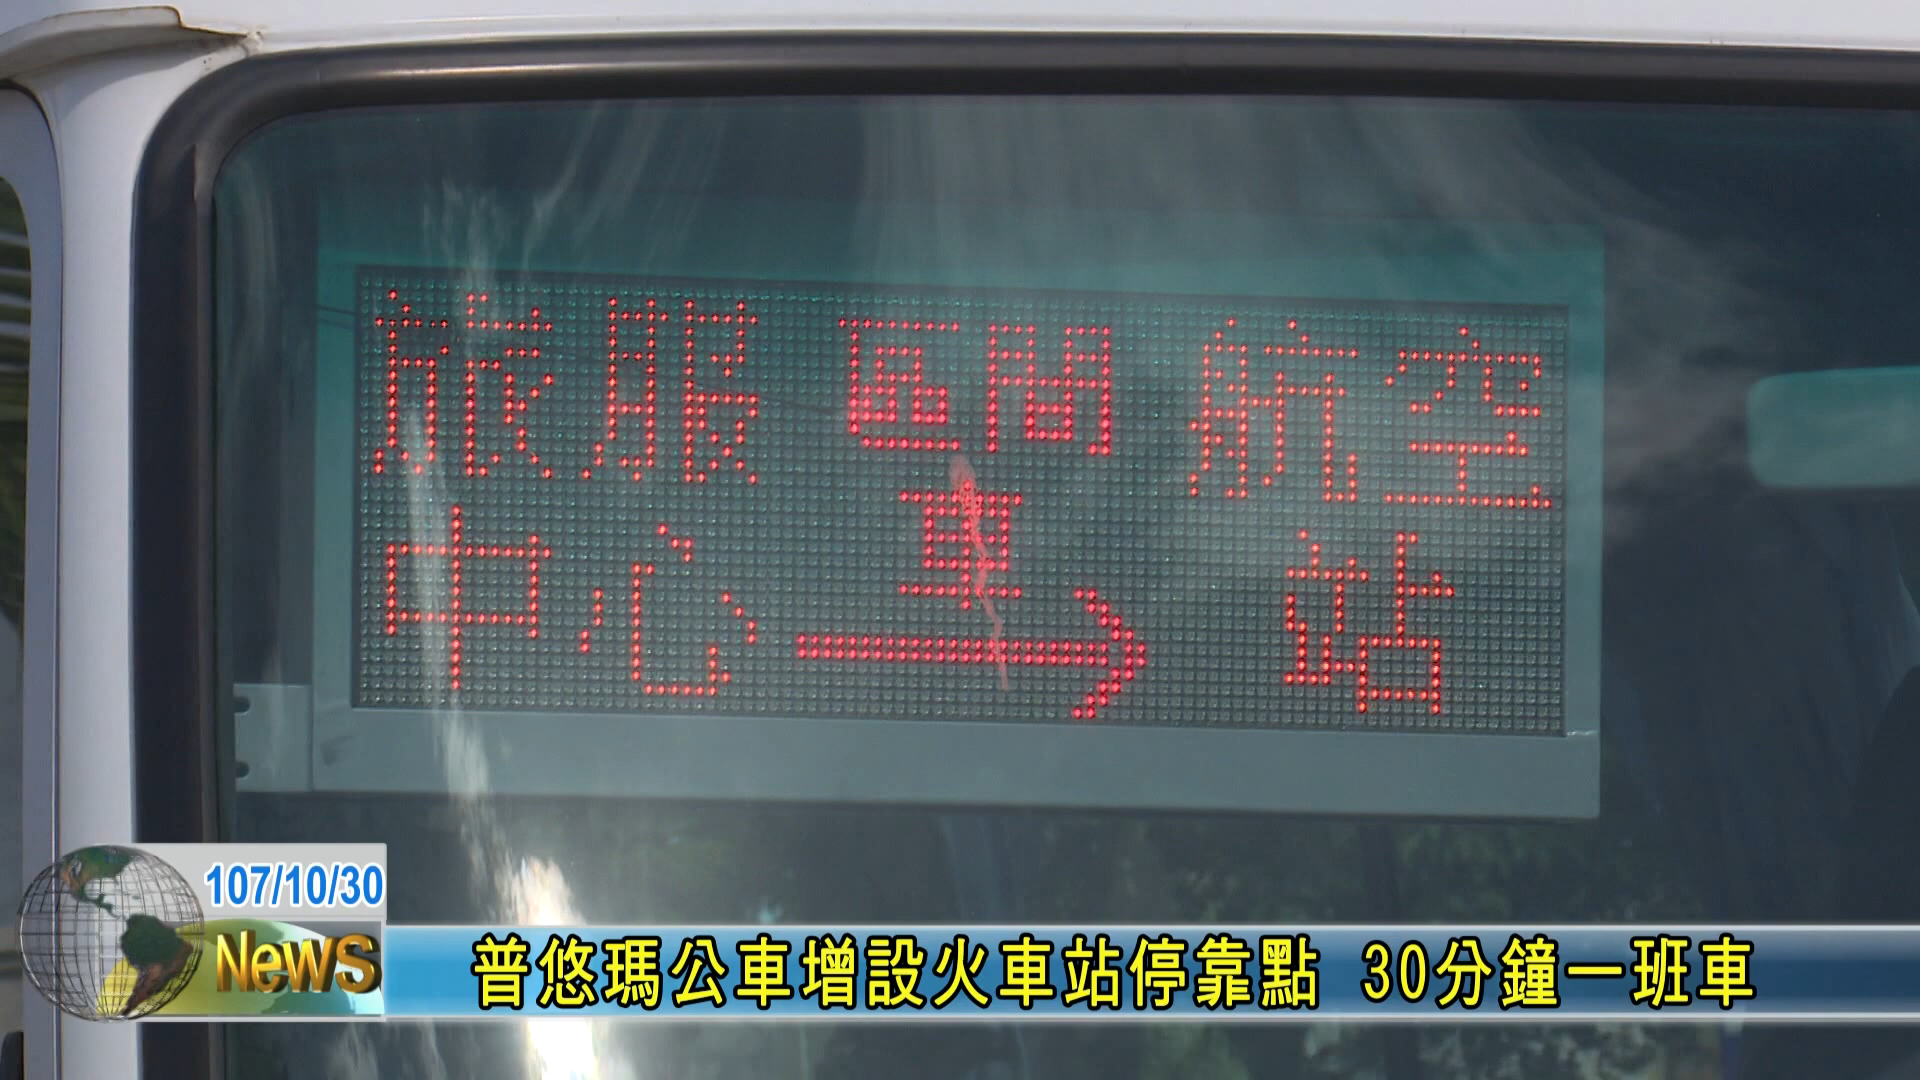 旅服 區間 航空
中心 車 站
→
107/10/30
News
普悠瑪公車增設火車站停靠點 30分鐘一班車